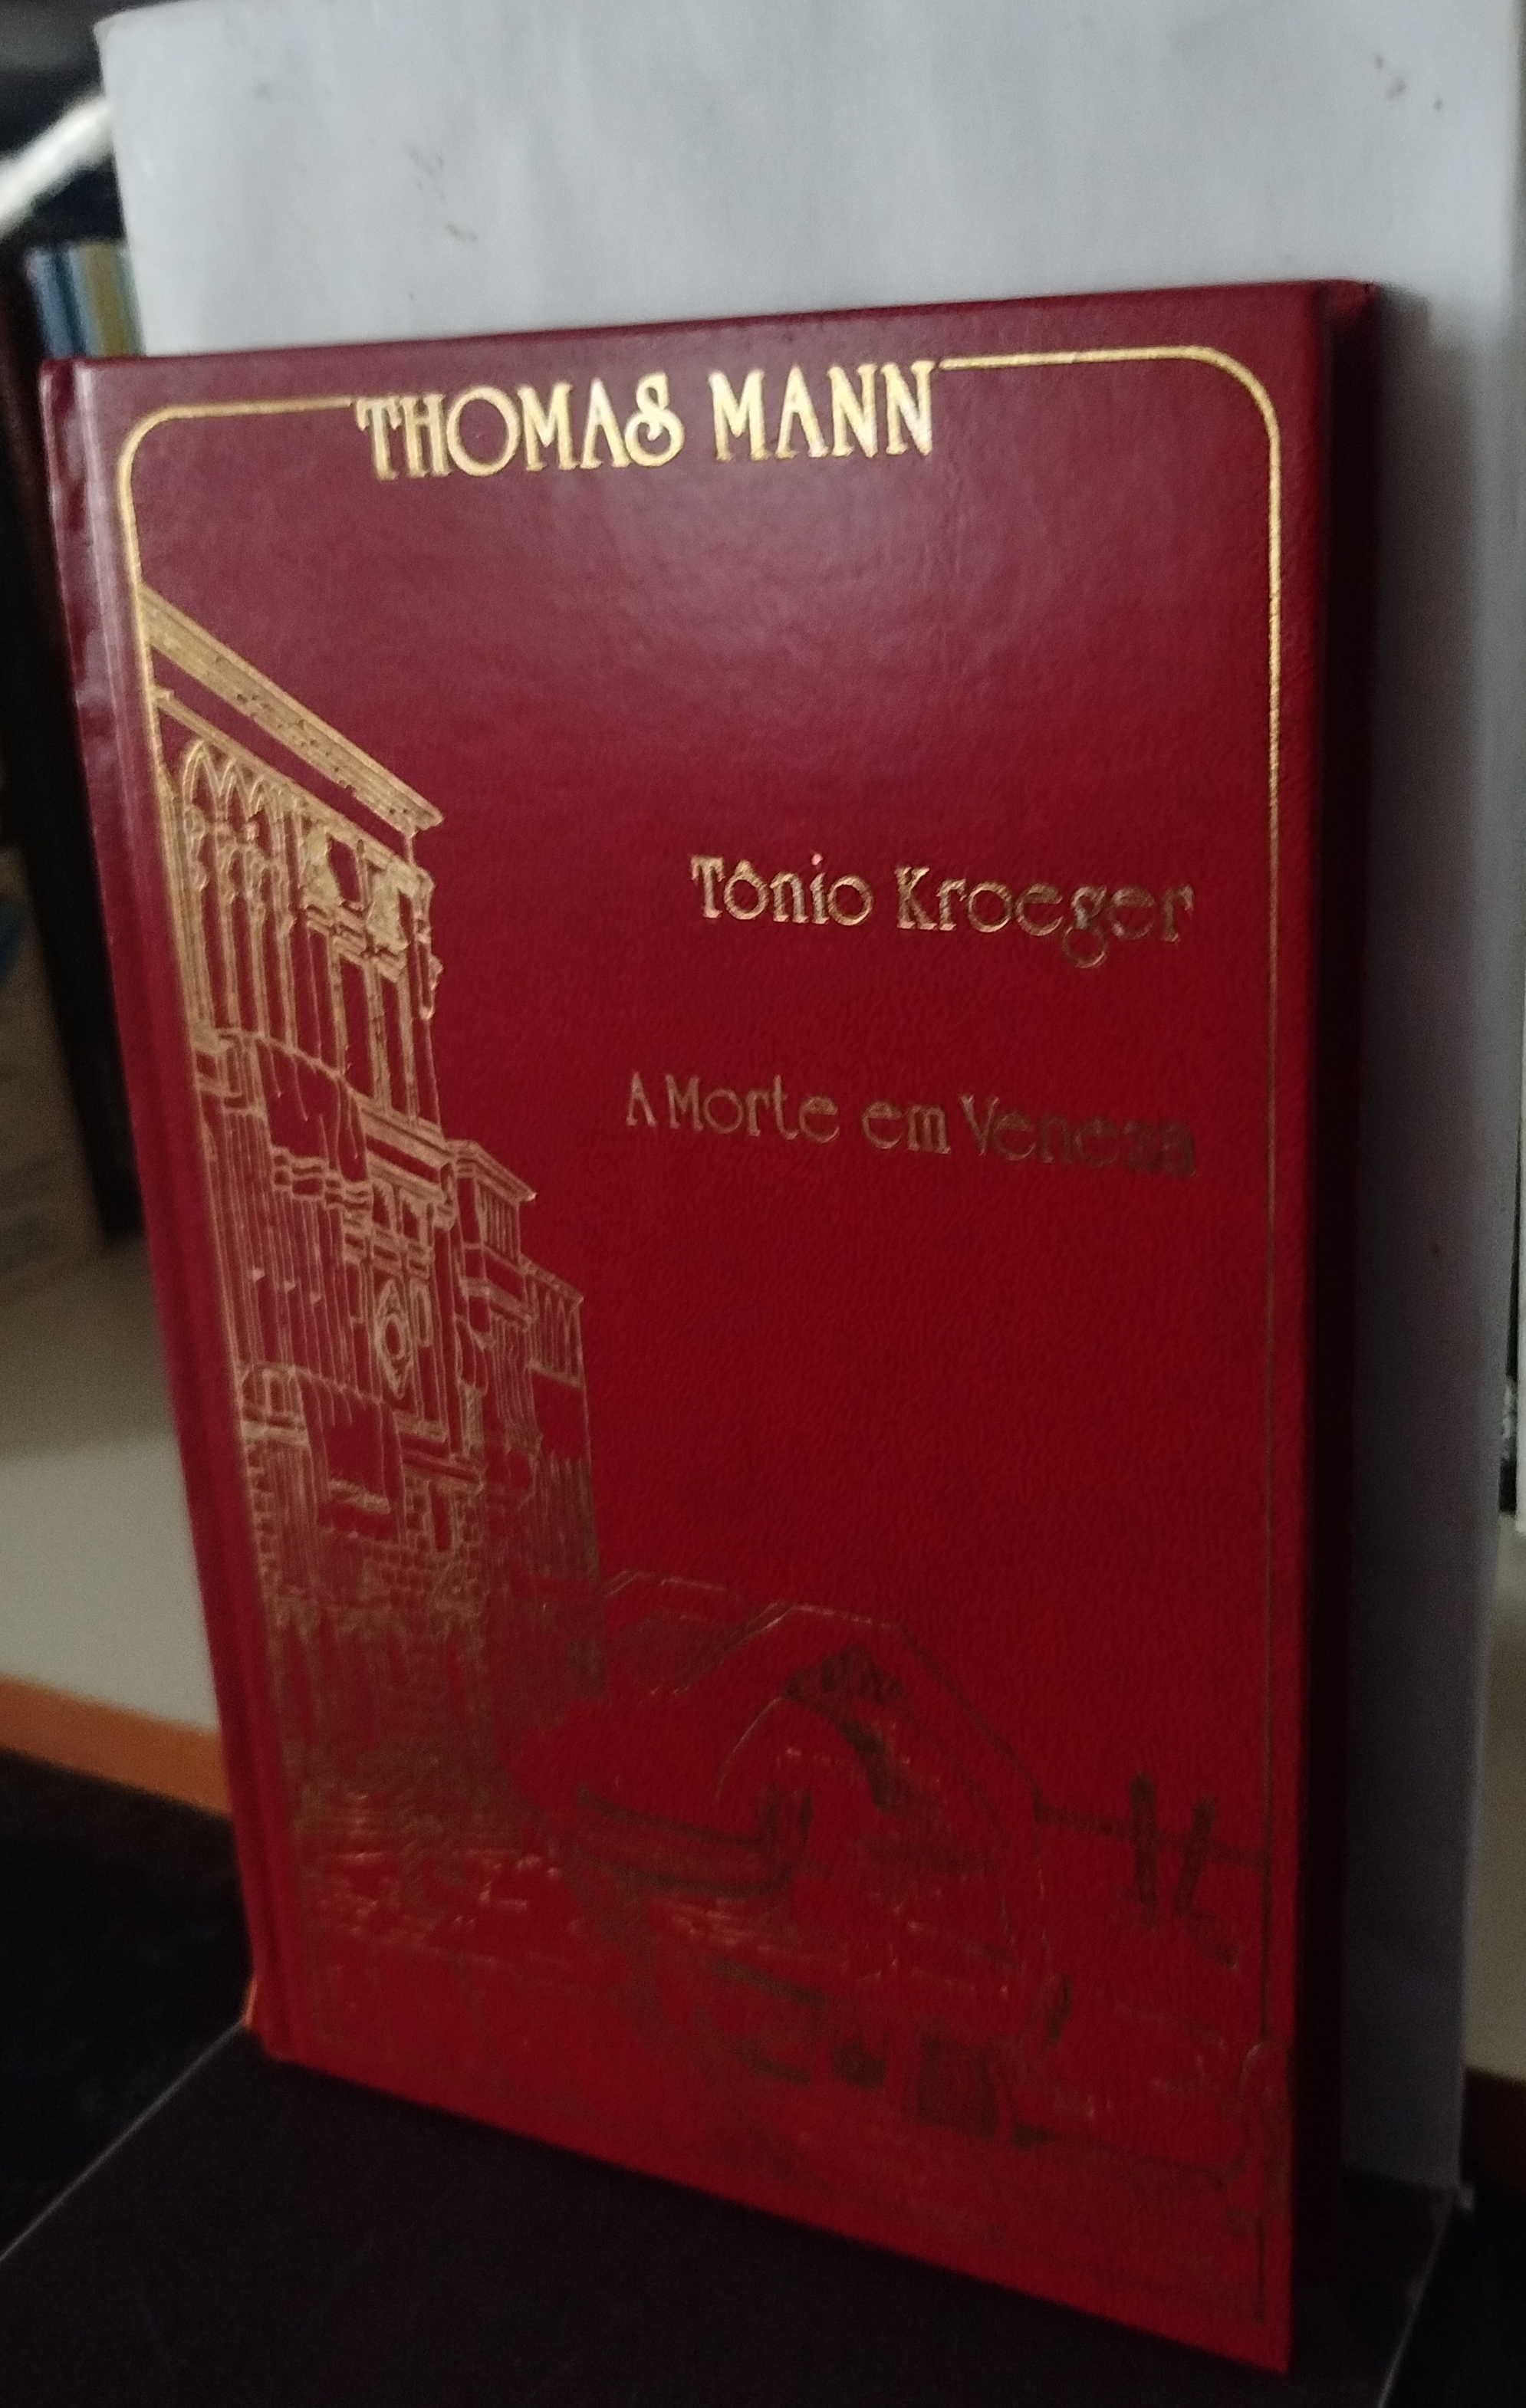 THOMAS MANN
Tônio Kroeger
A Morte em Veneza